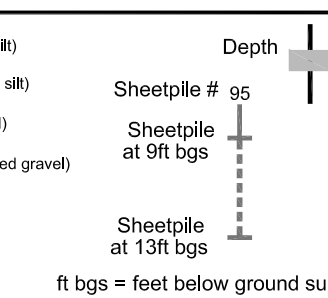 ilt)
Depth
silt)
Sheetpile # 95
)
Sheetpile
at 9ft bgs
ed gravel)
Sheetpile
at 13ft bgs
ft bgs = feet below ground su